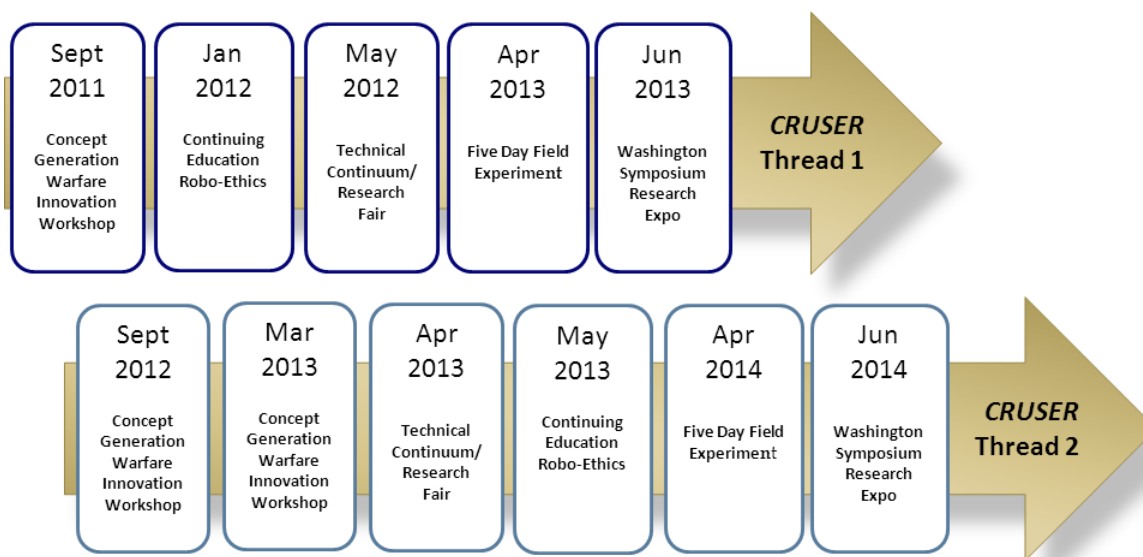 Sept
2011
Concept
Generation
Warfare
Innovation
Workshop
Jan
2012
Continuing
Education
Robo-Ethics
May
2012
Technical
Continuum/
Research
Fair
Apr
2013
Five Day Field
Experiment
Jun
2013
Washington
Symposium
Research
Expo
CRUSER
Thread 1
Sept
2012
Concept
Generation
Warfare
Innovation
Workshop
Mar
2013
Concept
Generation
Warfare
Innovation
Workshop
Apr
2013
Technical
Continuum/
Research
Fair
May
2013
Continuing
Education
Robo-Ethics
Apr
2014
Five Day Field
Experiment
Jun
2014
Washington
Symposium
Research
Expo
CRUSER
Thread 2